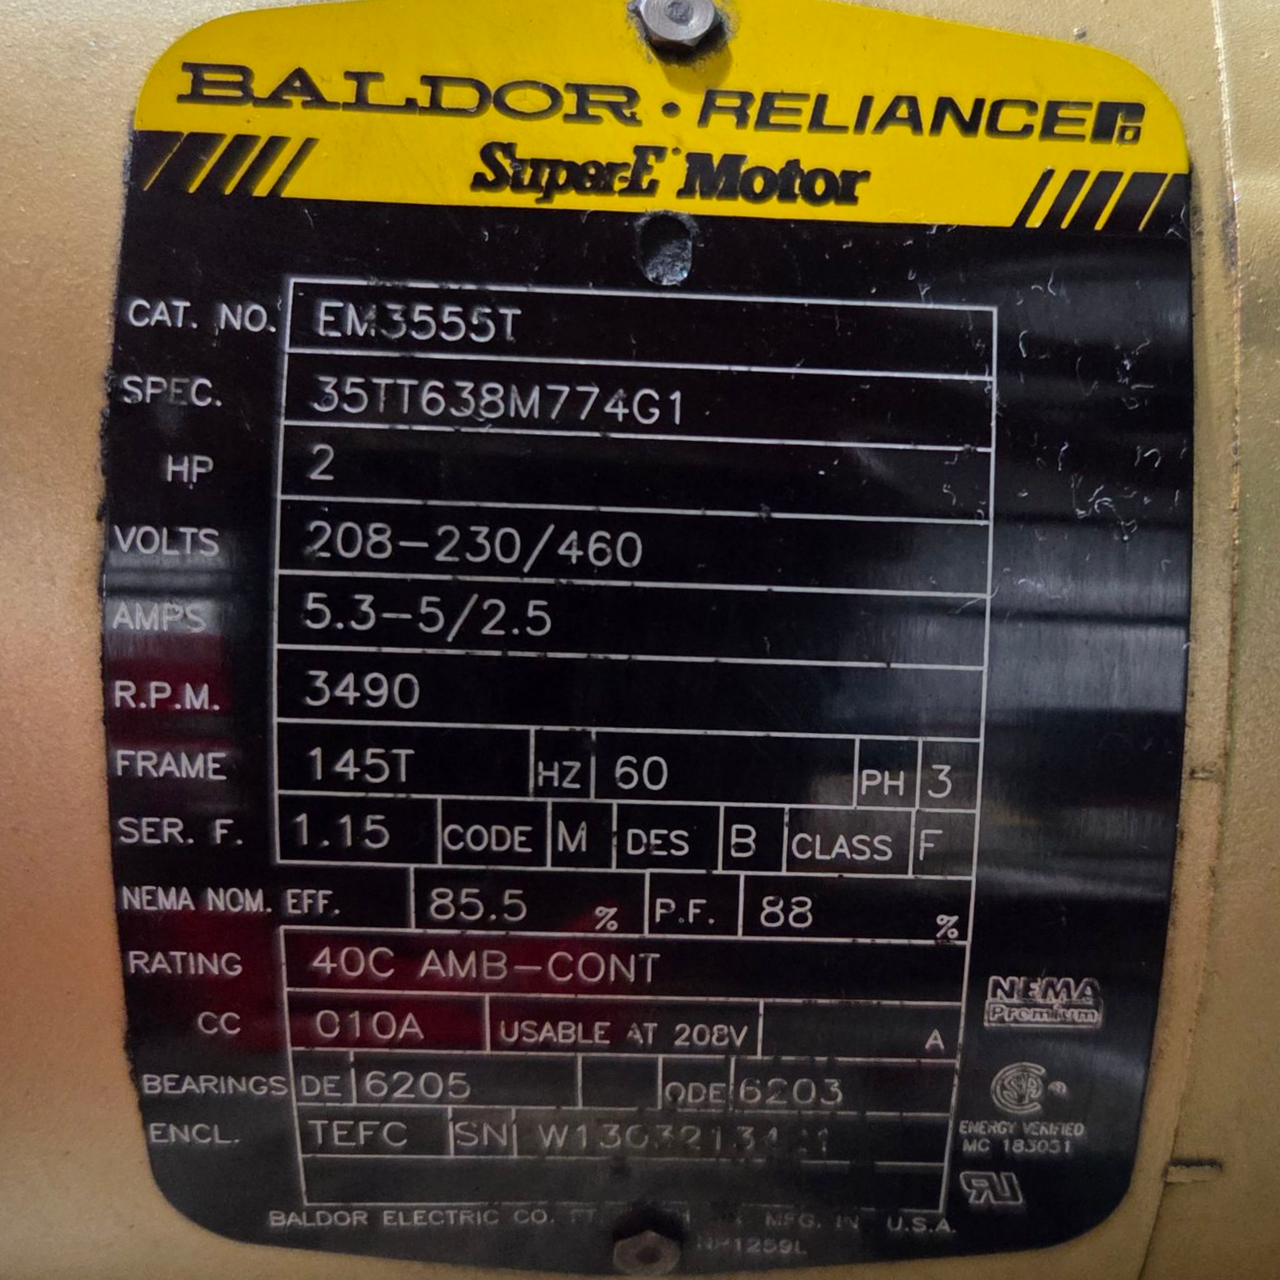 BALDOR • RELIANCE
Super-E Motor
CAT. NO. EM3555T
SPEC. 35TT638M774G1
HP 2
VOLTS 208-230/460
AMPS 5.3-5/2.5
R.P.M. 3490
FRAME 145T HZ 60 PH 3
SER. F. 1.15 CODE M DES B CLASS F
NEMA NOM. EFF. 85.5 % P.F. 88 %
RATING 40C AMB-CONT
NEMA
Premium
CC 010A USABLE AT 208V A
BEARINGS DE 6205 ODE 6203
ENCL. TEFC SN
ENERGY VERIFIED
MC 183051
BALDOR ELECTRIC CO. MFG. IN U.S.A.
NP1259L